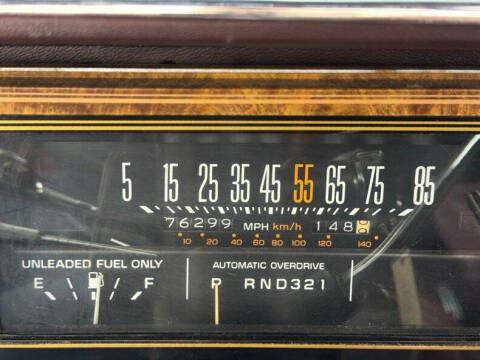 5 15 25 35 45 55 65 75 85
76299 MPH km/h 148
10 20 40 60 80 100 120 140
UNLEADED FUEL ONLY AUTOMATIC OVERDRIVE
E F P RND321